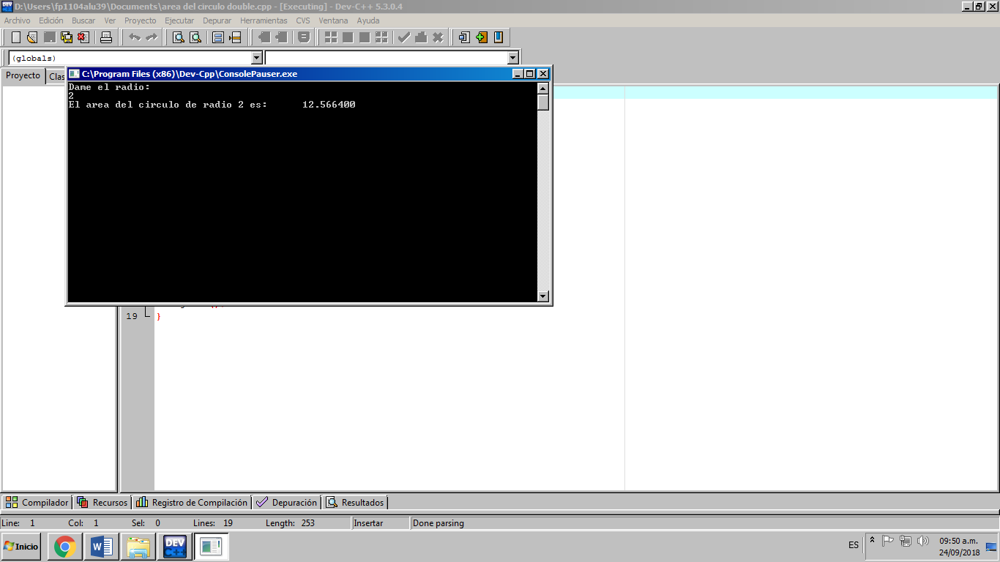 D:\Users\fp1104alu39\Documents\area del circulo double.cpp - [Executing] - Dev-C++ 5.3.0.4
Archivo Edición Buscar Ver Proyecto Ejecutar Depurar Herramientas CVS Ventana Ayuda
(globals)
Proyecto Clas
C:\Program Files (x86)\Dev-Cpp\ConsolePauser.exe
Dame el radio:
2
El area del circulo de radio 2 es: 12.566400
19 }
Compilador Recursos Registro de Compilación Depuración Resultados
Line: 1 Col: 1 Sel: 0 Lines: 19 Length: 253 Insertar Done parsing
Inicio W DEV C++ ES 09:50 a.m.
24/09/2018